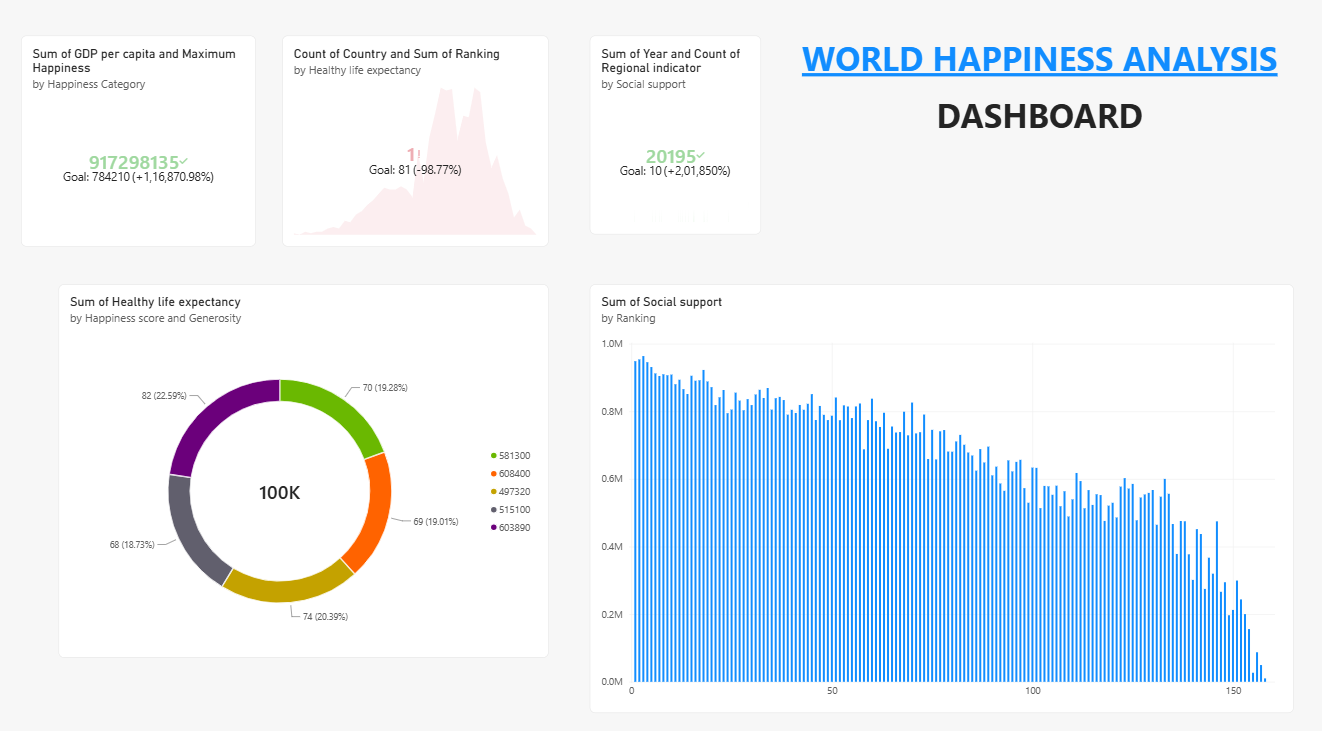 Sum of GDP per capita and Maximum
Happiness
by Happiness Category
917298135
Goal: 784210 (+1,16,870.98%)
Count of Country and Sum of Ranking
by Healthy life expectancy
1!
Goal: 81 (-98.77%)
Sum of Year and Count of
Regional indicator
by Social support
20195
Goal: 10 (+2,01,850%)
WORLD HAPPINESS ANALYSIS
DASHBOARD
Sum of Healthy life expectancy
by Happiness score and Generosity
82 (22.59%)
70 (19.28%)
69 (19.01%)
74 (20.39%)
68 (18.73%)
100K
581300
608400
497320
515100
603890
Sum of Social support
by Ranking
1.0M
0.8M
0.6M
0.4M
0.2M
0.0M
0
50
100
150